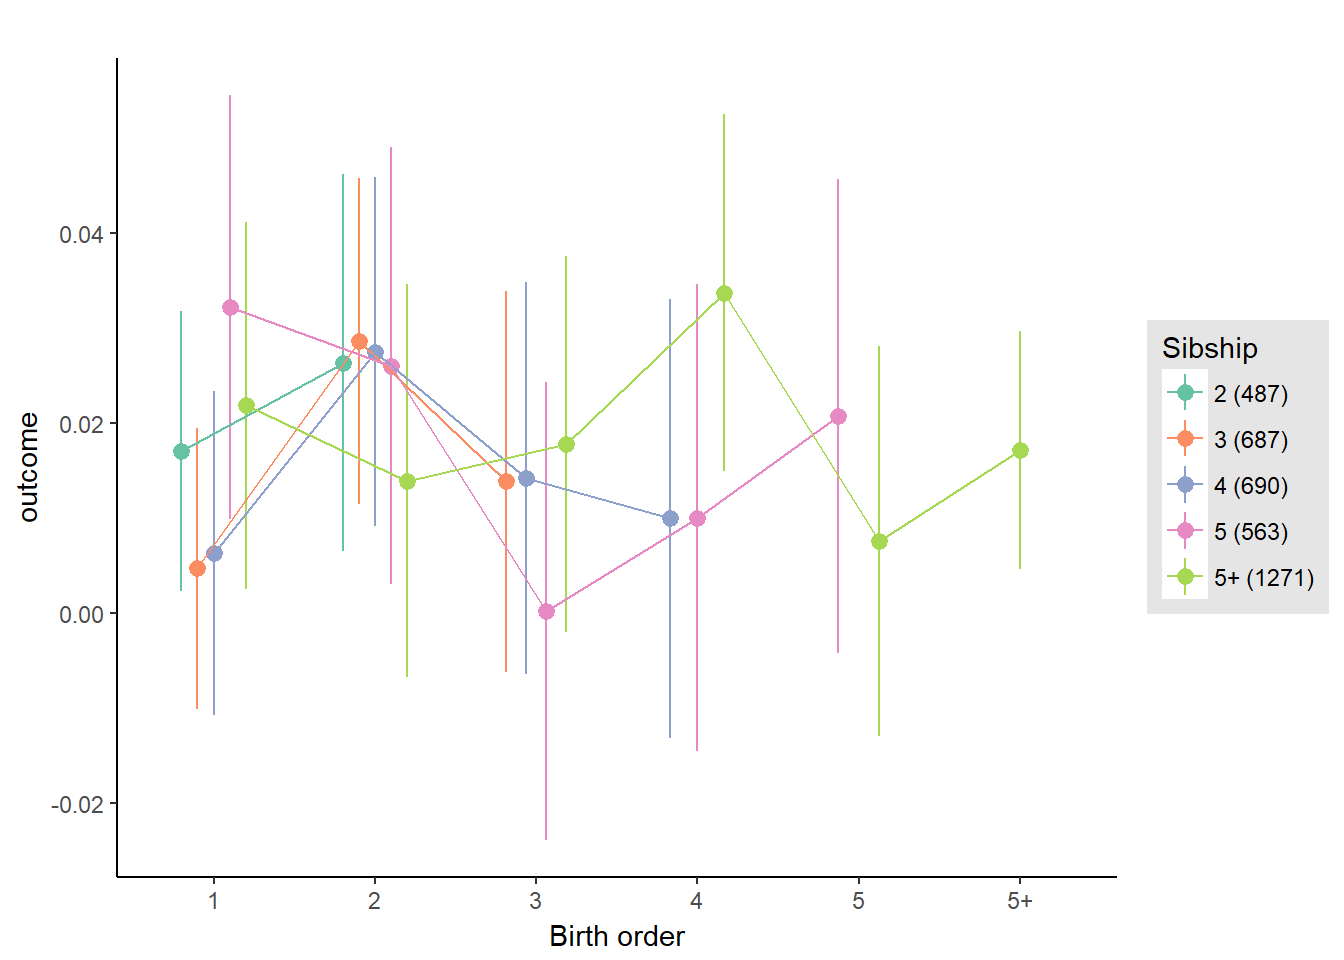 outcome
0.04
0.02
0.00
-0.02
1 2 3 4 5 5+
Birth order
Sibship
2 (487)
3 (687)
4 (690)
5 (563)
5+ (1271)